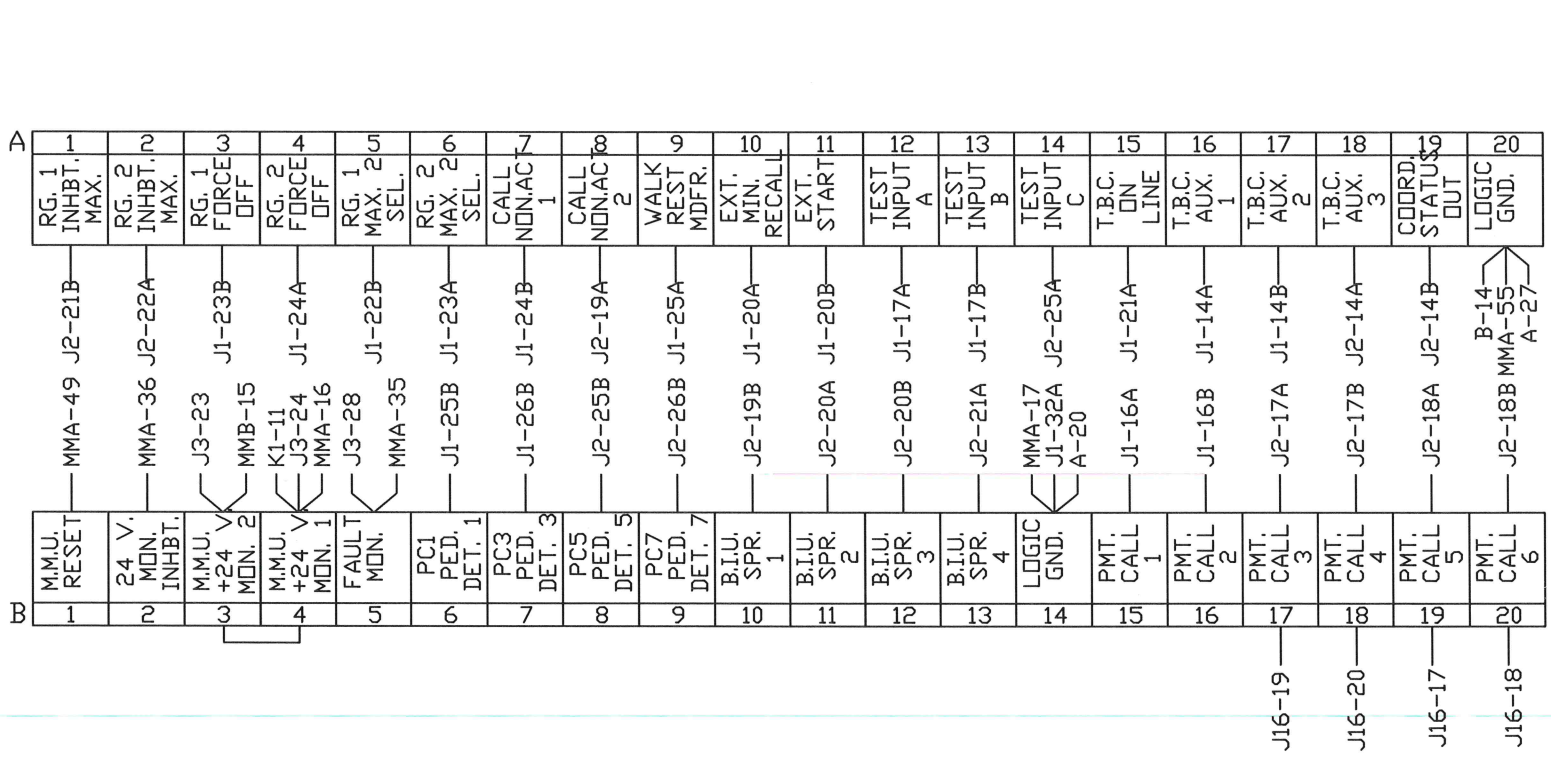 A
1 2 3 4 5 6 7 8 9 10 11 12 13 14 15 16 17 18 19 20
RG. 1
INHBT.
MAX.
RG. 2
INHBT.
MAX.
RG. 1
FORCE
OFF
RG. 2
FORCE
OFF
RG. 1
MAX. 2
SEL.
RG. 2
MAX. 2
SEL.
CALL
NON.ACT
1
CALL
NON.ACT
2
WALK
REST
MDFR.
EXT.
MIN.
RECALL
EXT.
START
TEST
INPUT
A
TEST
INPUT
B
TEST
INPUT
C
T.B.C.
ON
LINE
T.B.C.
AUX.
1
T.B.C.
AUX.
2
T.B.C.
AUX.
3
COORD.
STATUS
OUT
LOGIC
GND.
J2-21B
J2-22A
J1-23B
J1-24A
J1-22B
J1-23A
J1-24B
J2-19A
J1-25A
J1-20A
J1-20B
J1-17A
J1-17B
J2-25A
J1-21A
J1-14A
J1-14B
J2-14A
J2-14B
B-14
MMA-55
A-27
MMA-49
MMA-36
J3-23
MMB-15
K1-11
J3-24
MMA-16
J3-28
MMA-35
J1-25B
J1-26B
J2-25B
J2-26B
J2-19B
J2-20A
J2-20B
J2-21A
MMA-17
J1-32A
A-20
J1-16A
J1-16B
J2-17A
J2-17B
J2-18A
J2-18B
M.M.U.
RESET
24 V.
MON.
INHBT.
M.M.U.
+24 V.
MON. 2
M.M.U.
+24 V.
MON. 1
FAULT
MON.
PC1
PED.
DET. 1
PC3
PED.
DET. 3
PC5
PED.
DET. 5
PC7
PED.
DET. 7
B.I.U.
SPR.
1
B.I.U.
SPR.
2
B.I.U.
SPR.
3
B.I.U.
SPR.
4
LOGIC
GND.
PMT.
CALL
1
PMT.
CALL
2
PMT.
CALL
3
PMT.
CALL
4
PMT.
CALL
5
PMT.
CALL
6
B
1 2 3 4 5 6 7 8 9 10 11 12 13 14 15 16 17 18 19 20
J16-19
J16-20
J16-17
J16-18